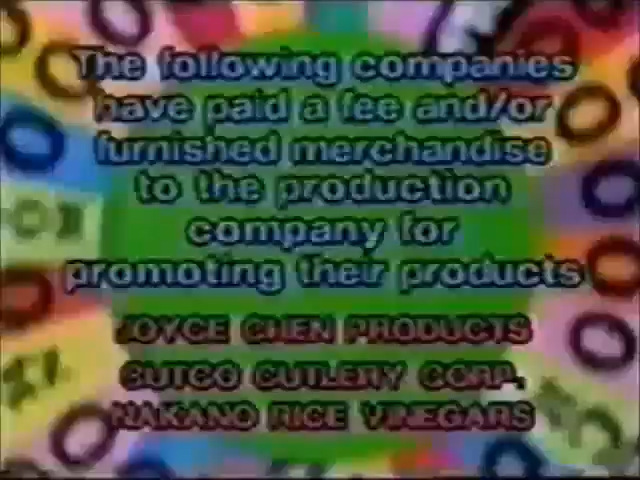 The following companies
have paid a fee and/or
furnished merchandise
to the production
company for
promoting their products
JOYCE CHEN PRODUCTS
CUTCO CUTLERY CORP.
NAKANO RICE VINEGARS